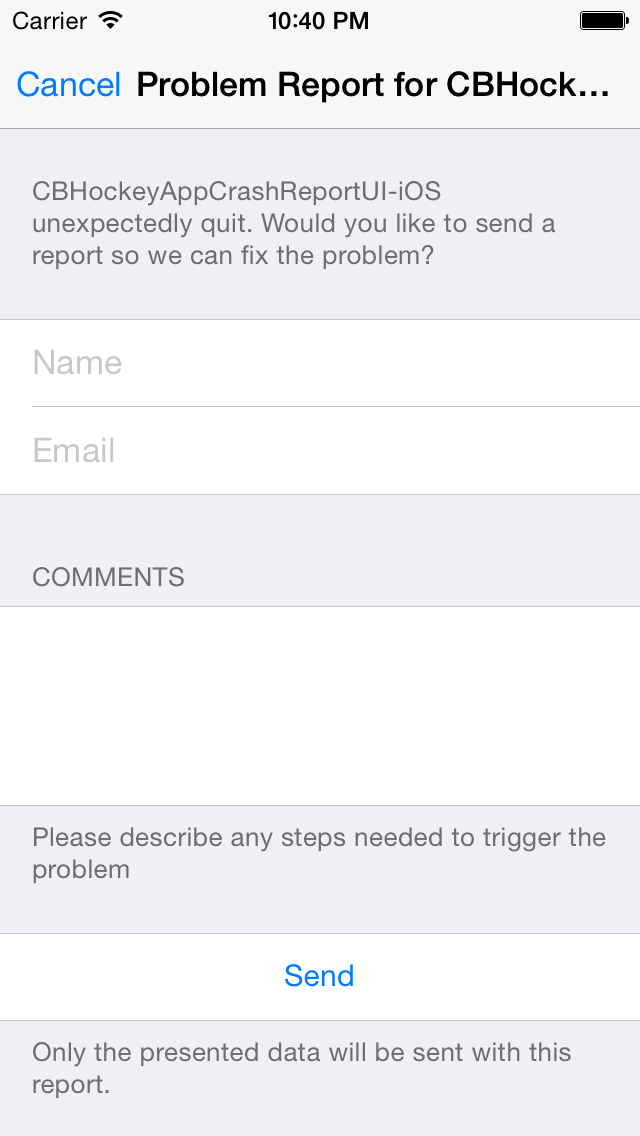 Carrier 10:40 PM
Cancel Problem Report for CBHock...
CBHockeyAppCrashReportUI-iOS
unexpectedly quit. Would you like to send a
report so we can fix the problem?
Name
Email
COMMENTS
Please describe any steps needed to trigger the
problem
Send
Only the presented data will be sent with this
report.